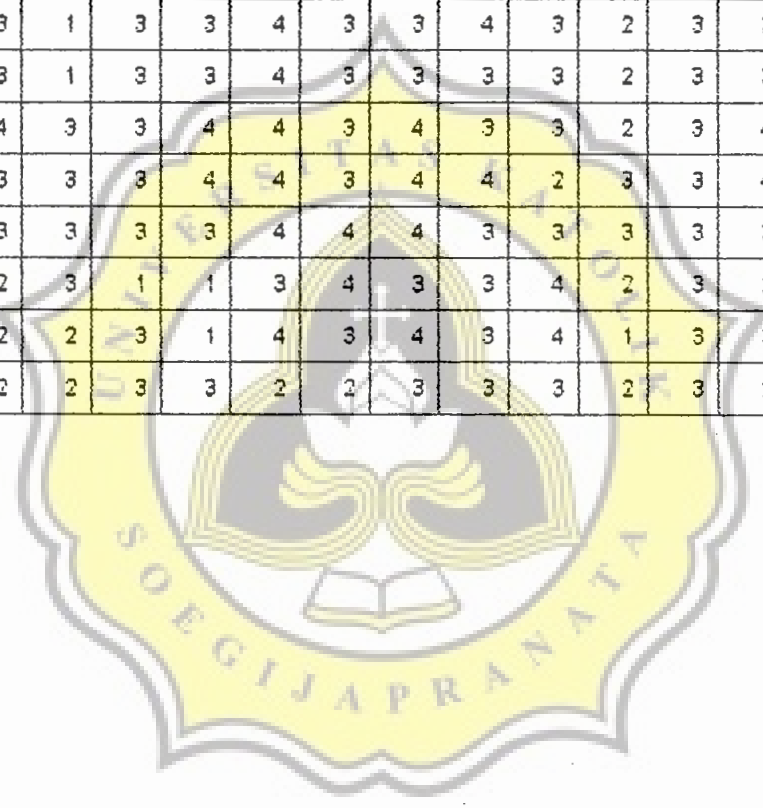 3 1 3 3 4 3 3 4 3 2 3
3 1 3 3 4 3 3 3 3 2 3
4 3 3 4 4 3 4 3 3 2 3 4
3 3 3 4 4 3 4 4 2 3 3 4
3 3 3 3 4 4 4 3 3 3 3
2 3 1 1 3 4 3 3 4 2 3
2 2 3 1 4 3 4 3 4 1 3
2 2 3 3 2 2 3 3 3 2 3
UNIVERSITAS KATOLIK
SOEGIJAPRANATA